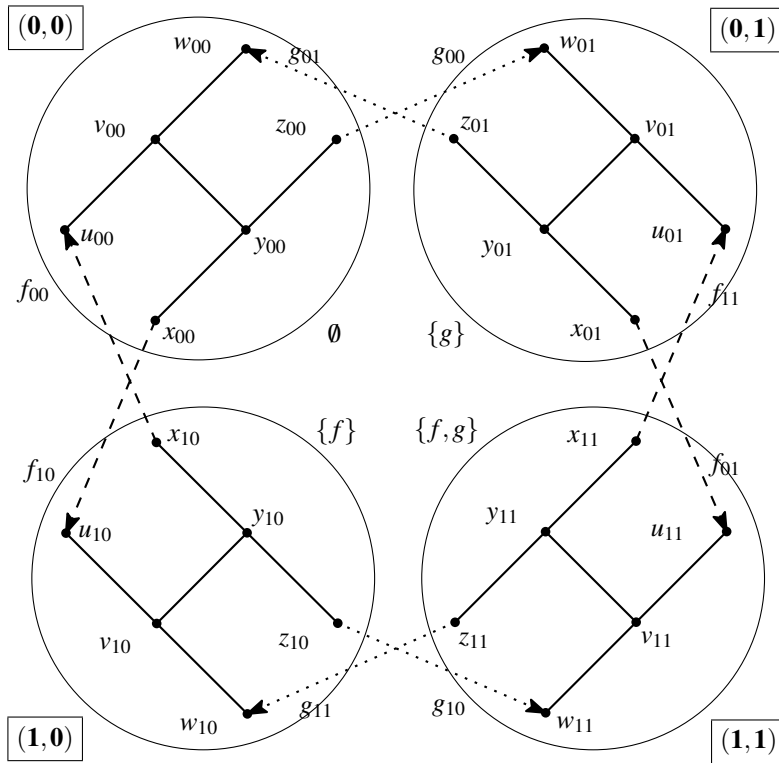 (0,0) w₀₀ g₀₁ g₀₀ w₀₁ (0,1)
v₀₀ z₀₀ z₀₁ v₀₁
u₀₀ y₀₀ y₀₁ u₀₁
f₀₀ f₁₁
x₀₀ ∅ {g} x₀₁
x₁₀ {f} {f,g} x₁₁
f₁₀ f₀₁
u₁₀ y₁₀ y₁₁ u₁₁
v₁₀ z₁₀ z₁₁ v₁₁
g₁₁ g₁₀
(1,0) w₁₀ w₁₁ (1,1)